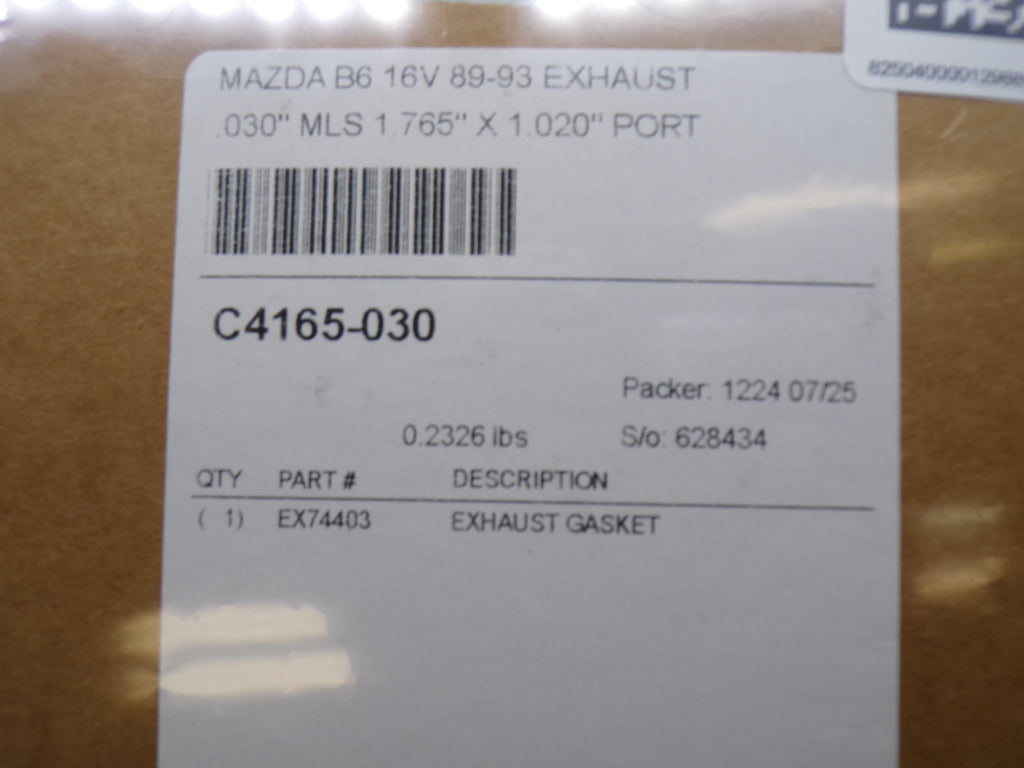 MAZDA B6 16V 89-93 EXHAUST
.030" MLS 1.765" X 1.020" PORT
C4165-030
Packer: 1224 07/25
0.2326 lbs S/o: 628434
QTY PART # DESCRIPTION
( 1) EX74403 EXHAUST GASKET